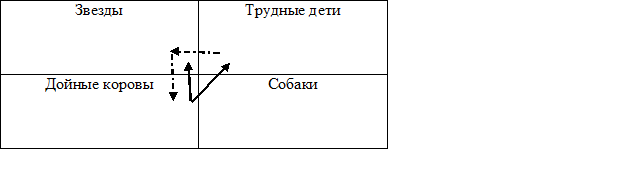 Звезды
Трудные дети
Дойные коровы
Собаки